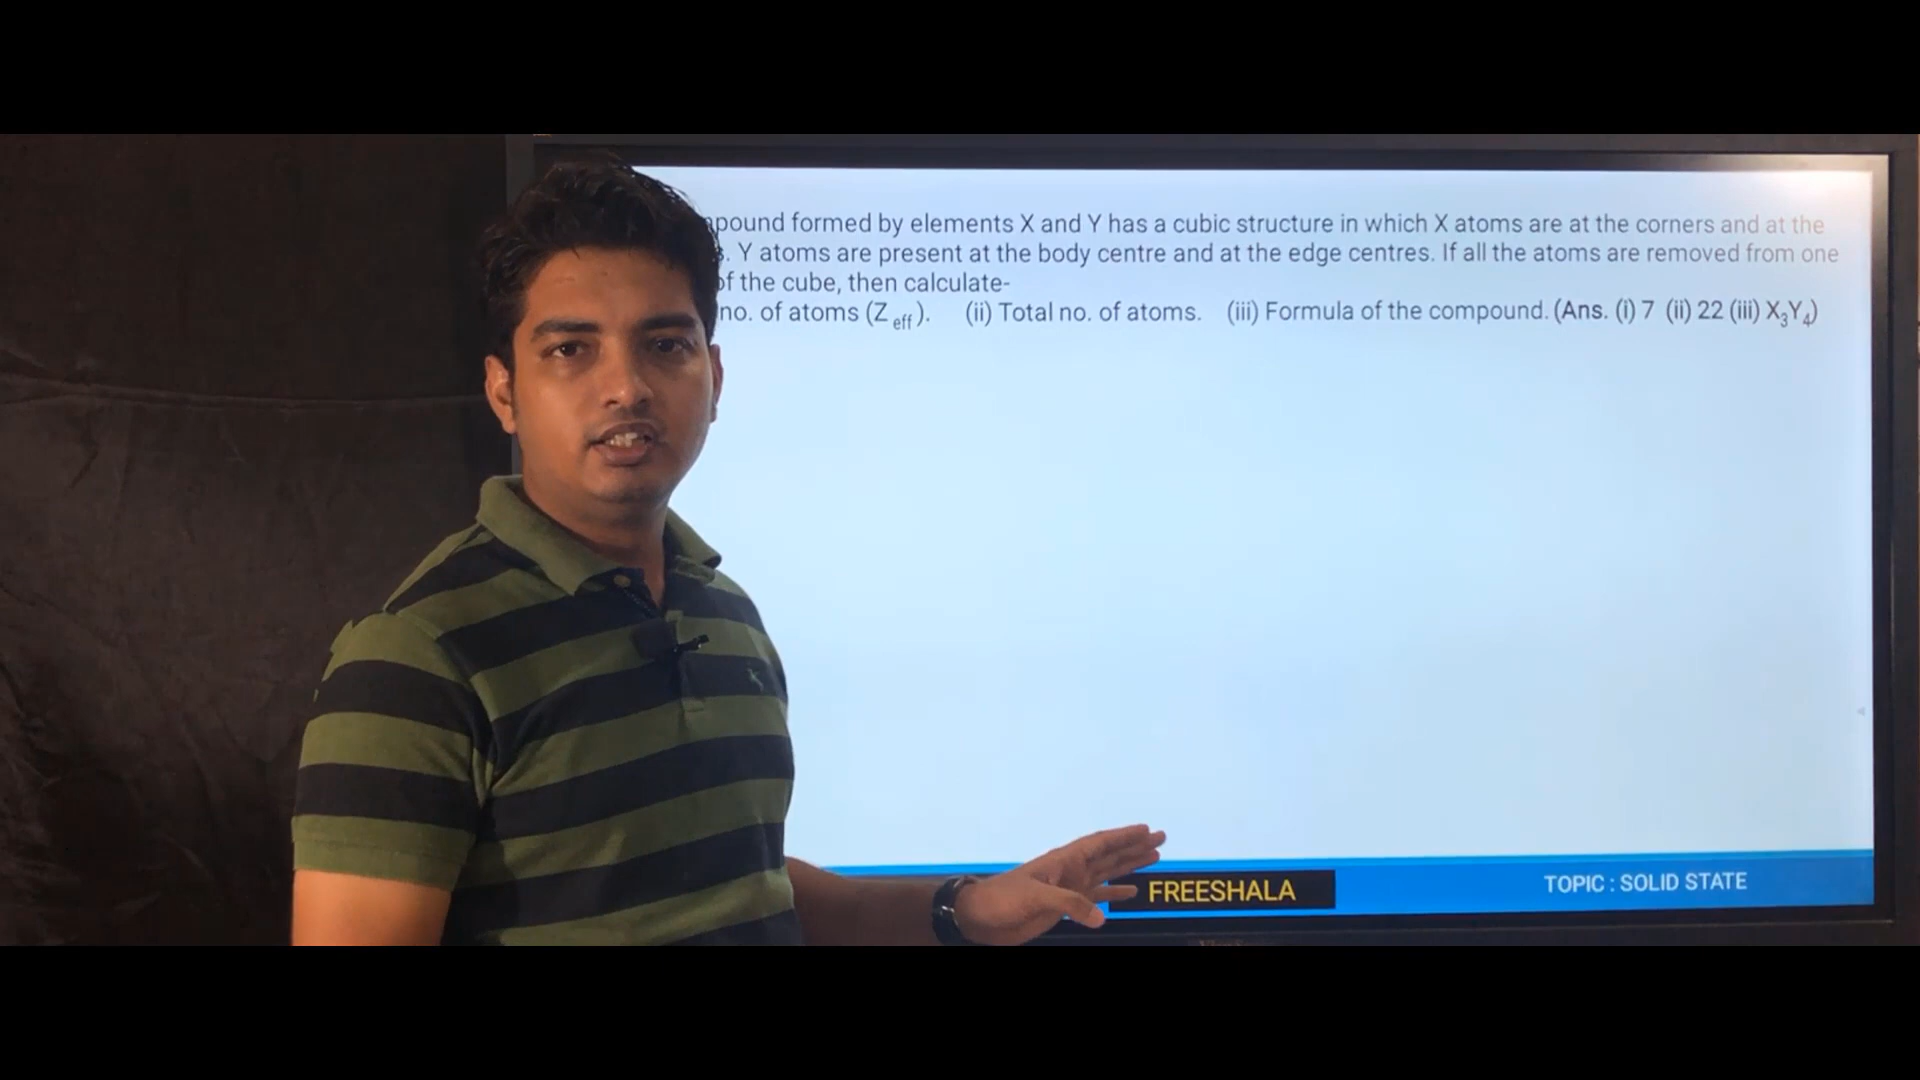 pound formed by elements X and Y has a cubic structure in which X atoms are at the corners and at the
. Y atoms are present at the body centre and at the edge centres. If all the atoms are removed from one
of the cube, then calculate-
no. of atoms (Z eff). (ii) Total no. of atoms. (iii) Formula of the compound. (Ans. (i) 7 (ii) 22 (iii) X₃Y₄)
FREESHALA
TOPIC : SOLID STATE